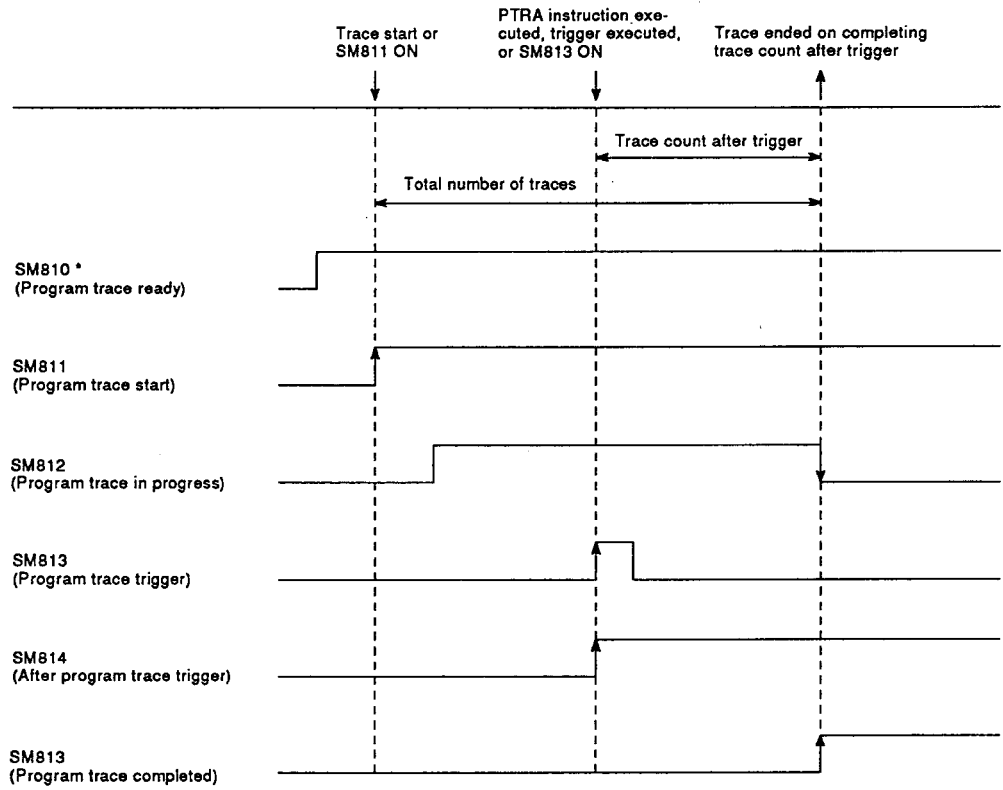 Trace start or
SM811 ON
PTRA instruction exe-
cuted, trigger executed,
or SM813 ON
Trace ended on completing
trace count after trigger
Trace count after trigger
Total number of traces
SM810 *
(Program trace ready)
SM811
(Program trace start)
SM812
(Program trace in progress)
SM813
(Program trace trigger)
SM814
(After program trace trigger)
SM813
(Program trace completed)